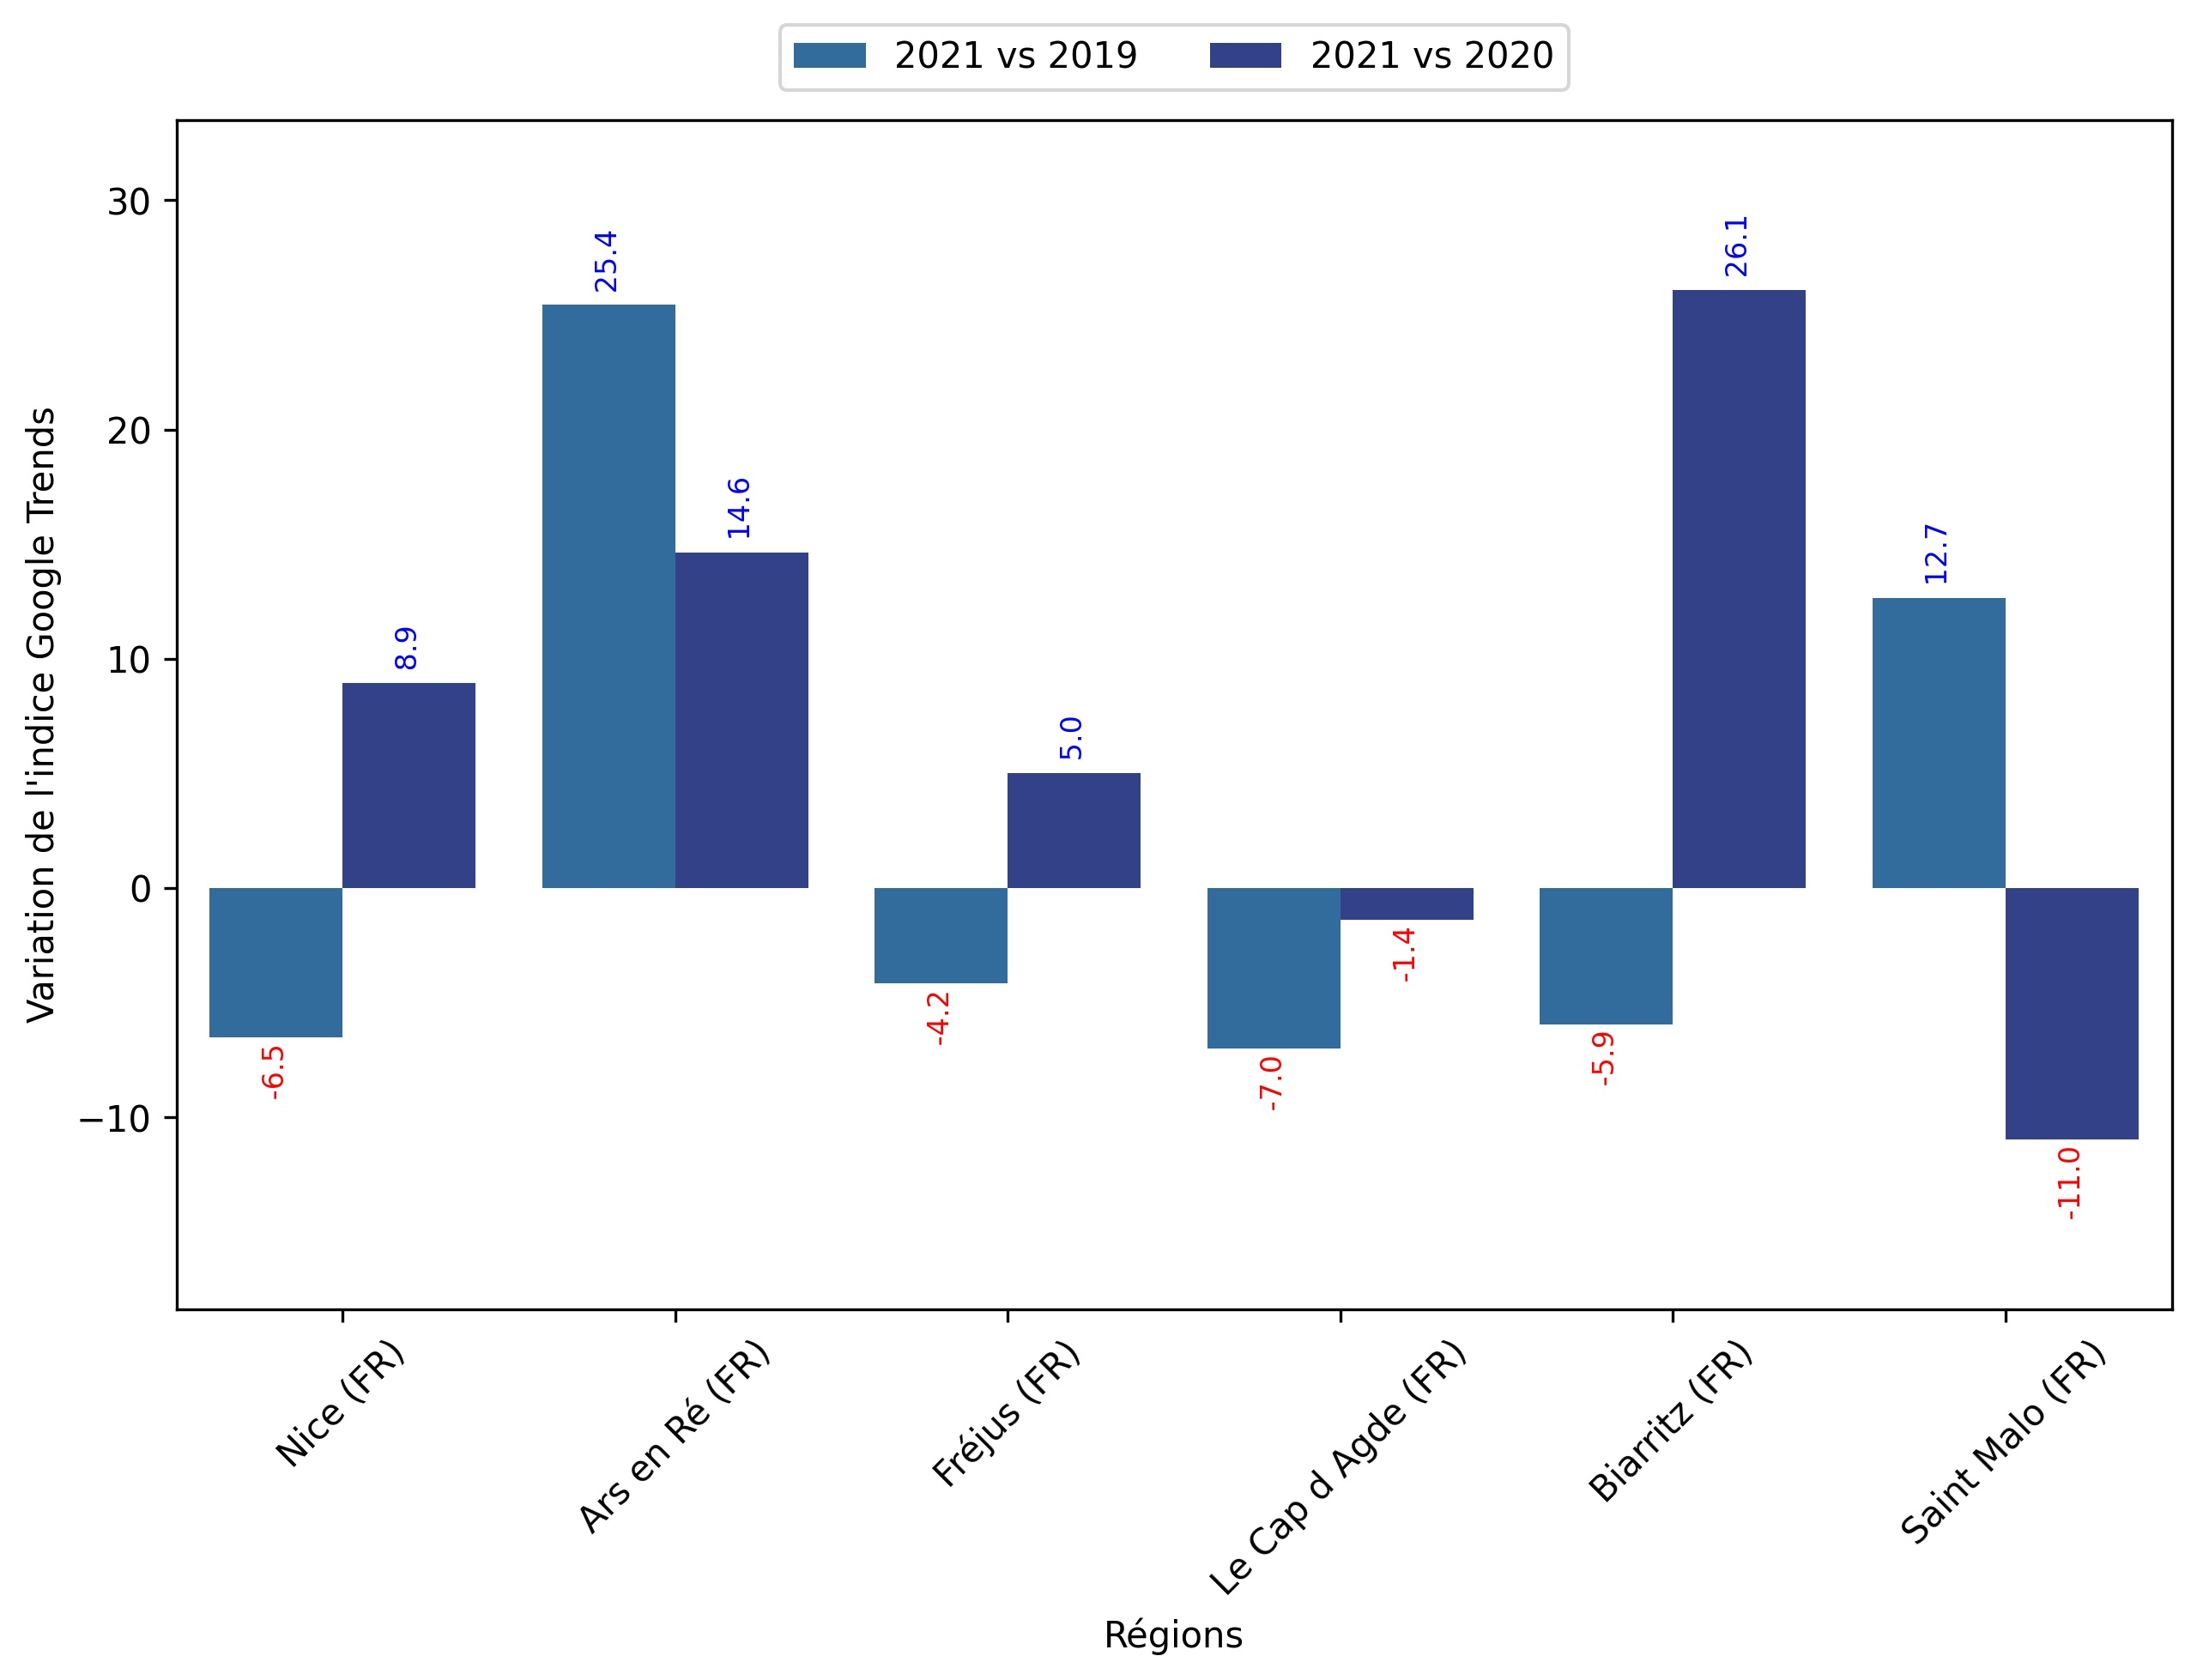 2021 vs 2019
2021 vs 2020
Variation de l'indice Google Trends
30
20
10
0
−10
-6.5
8.9
25.4
14.6
-4.2
5.0
-7.0
-1.4
-5.9
26.1
12.7
-11.0
Nice (FR)
Ars en Ré (FR)
Fréjus (FR)
Le Cap d Agde (FR)
Biarritz (FR)
Saint Malo (FR)
Régions